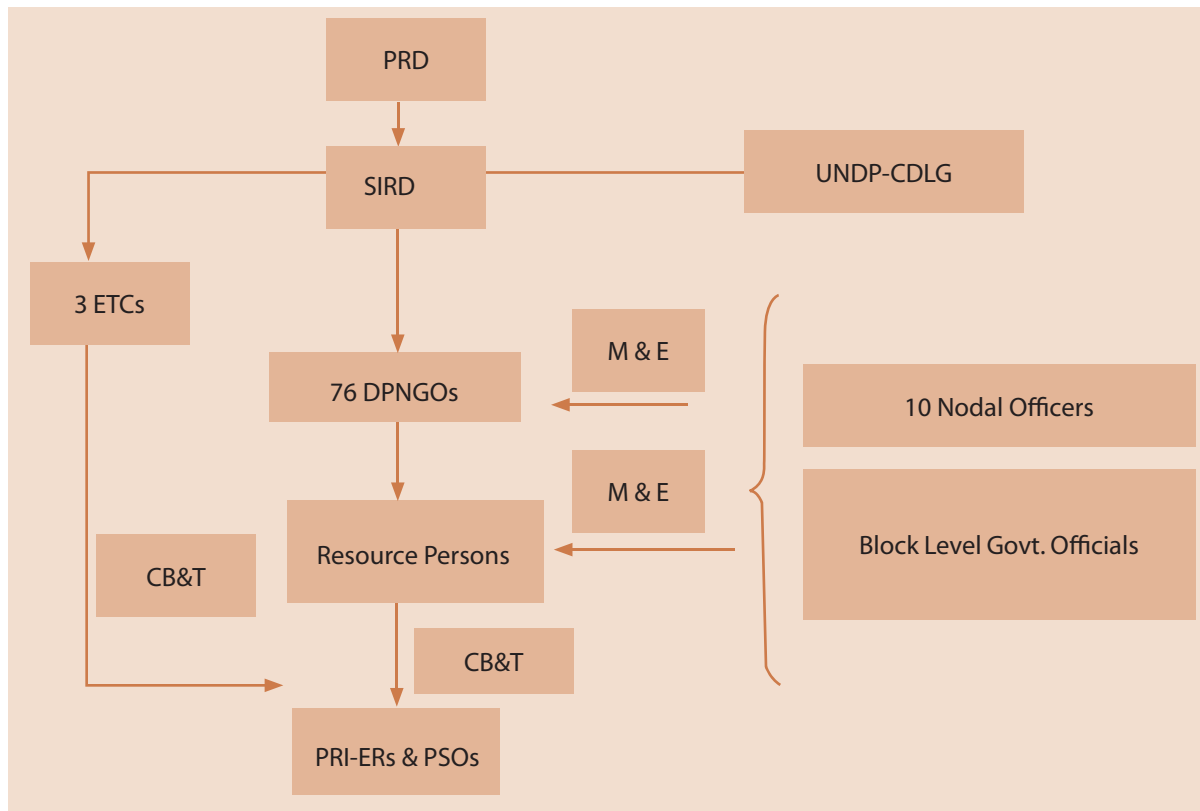 PRD
SIRD
UNDP-CDLG
3 ETCs
M & E
76 DPNGOs
10 Nodal Officers
M & E
Resource Persons
Block Level Govt. Officials
CB&T
CB&T
PRI-ERs & PSOs